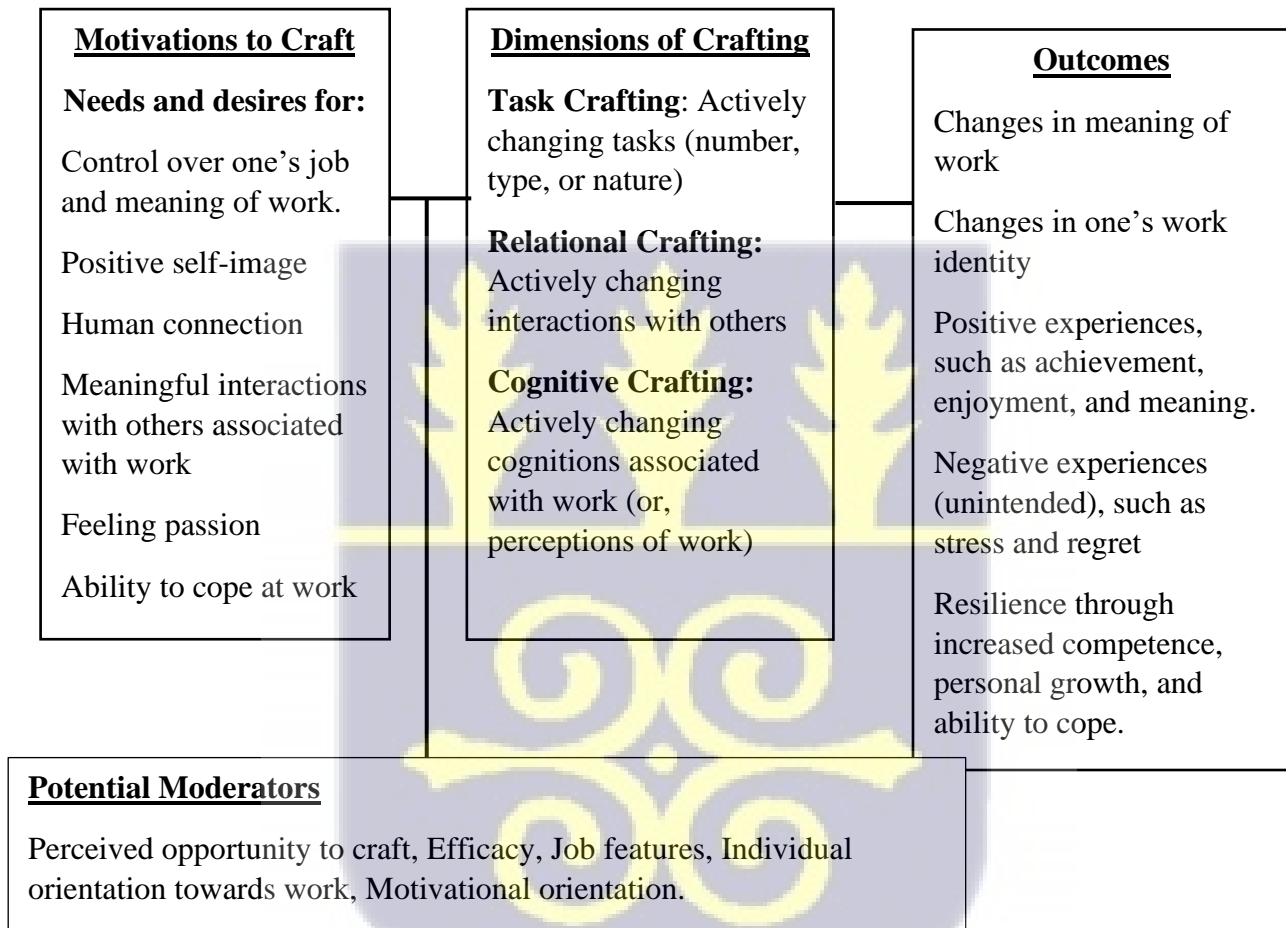 Motivations to Craft
Needs and desires for:
Control over one’s job
and meaning of work.
Positive self-image
Human connection
Meaningful interactions
with others associated
with work
Feeling passion
Ability to cope at work
Dimensions of Crafting
Task Crafting: Actively
changing tasks (number,
type, or nature)
Relational Crafting:
Actively changing
interactions with others
Cognitive Crafting:
Actively changing
cognitions associated
with work (or,
perceptions of work)
Outcomes
Changes in meaning of
work
Changes in one’s work
identity
Positive experiences,
such as achievement,
enjoyment, and meaning.
Negative experiences
(unintended), such as
stress and regret
Resilience through
increased competence,
personal growth, and
ability to cope.
Potential Moderators
Perceived opportunity to craft, Efficacy, Job features, Individual
orientation towards work, Motivational orientation.